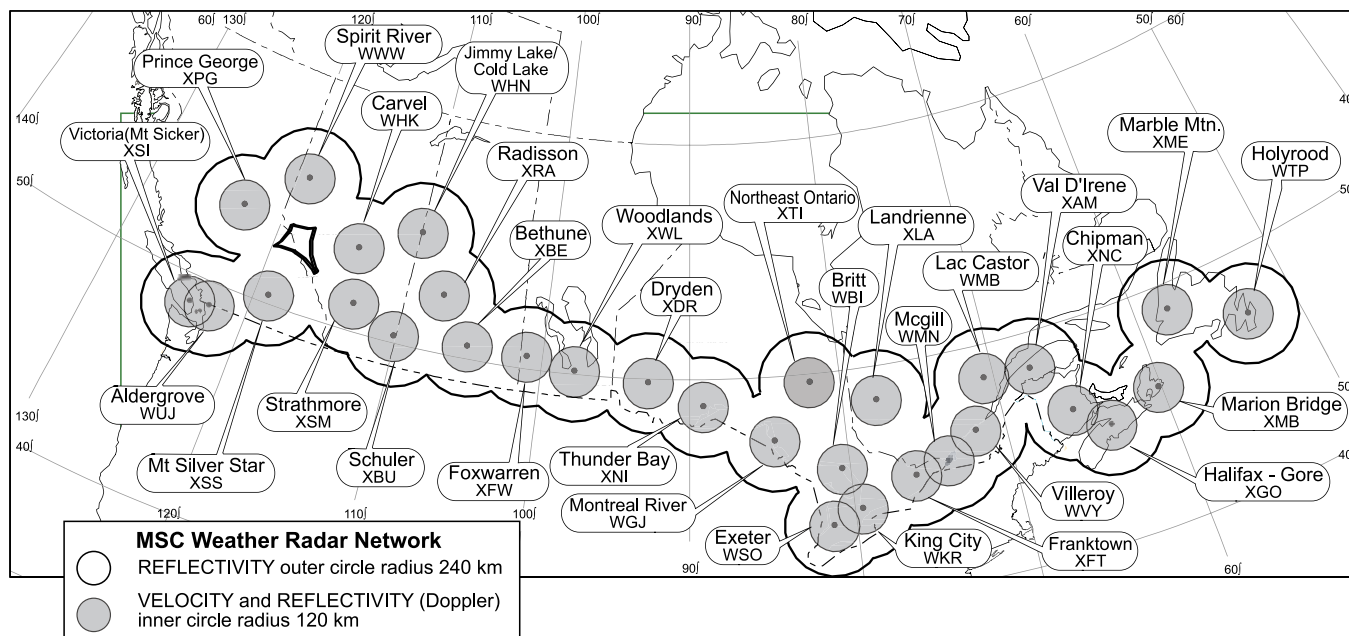 60∫
130∫
120∫
110∫
100∫
90∫
80∫
70∫
60∫
50∫
60∫
40
140∫
50∫
130∫
40∫
50∫
50∫
40∫
120∫
110∫
100∫
90∫
80∫
70∫
60∫
Spirit River
WWW
Jimmy Lake/
Cold Lake
WHN
Prince George
XPG
Carvel
WHK
Victoria(Mt Sicker)
XSI
Radisson
XRA
Marble Mtn.
XME
Holyrood
WTP
Woodlands
XWL
Northeast Ontario
XTI
Landrienne
XLA
Val D'Irene
XAM
Bethune
XBE
Chipman
XNC
Dryden
XDR
Britt
WBI
Lac Castor
WMB
Mcgill
WMN
Aldergrove
WUJ
Strathmore
XSM
Marion Bridge
XMB
Mt Silver Star
XSS
Schuler
XBU
Foxwarren
XFW
Thunder Bay
XNI
Montreal River
WGJ
Villeroy
WVY
Halifax - Gore
XGO
Exeter
WSO
King City
WKR
Franktown
XFT
MSC Weather Radar Network
REFLECTIVITY outer circle radius 240 km
VELOCITY and REFLECTIVITY (Doppler)
inner circle radius 120 km